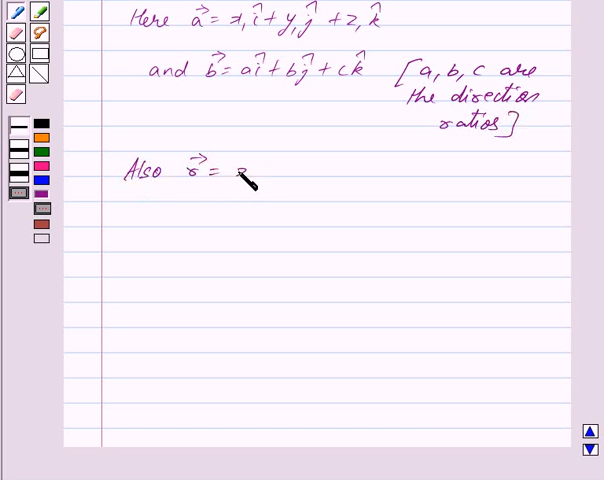 Here a⃗ = x₁î + y₁ĵ + z₁k̂
and b⃗ = aî + bĵ + ck̂ [a, b, c are
the direction
ratios]
Also r⃗ =